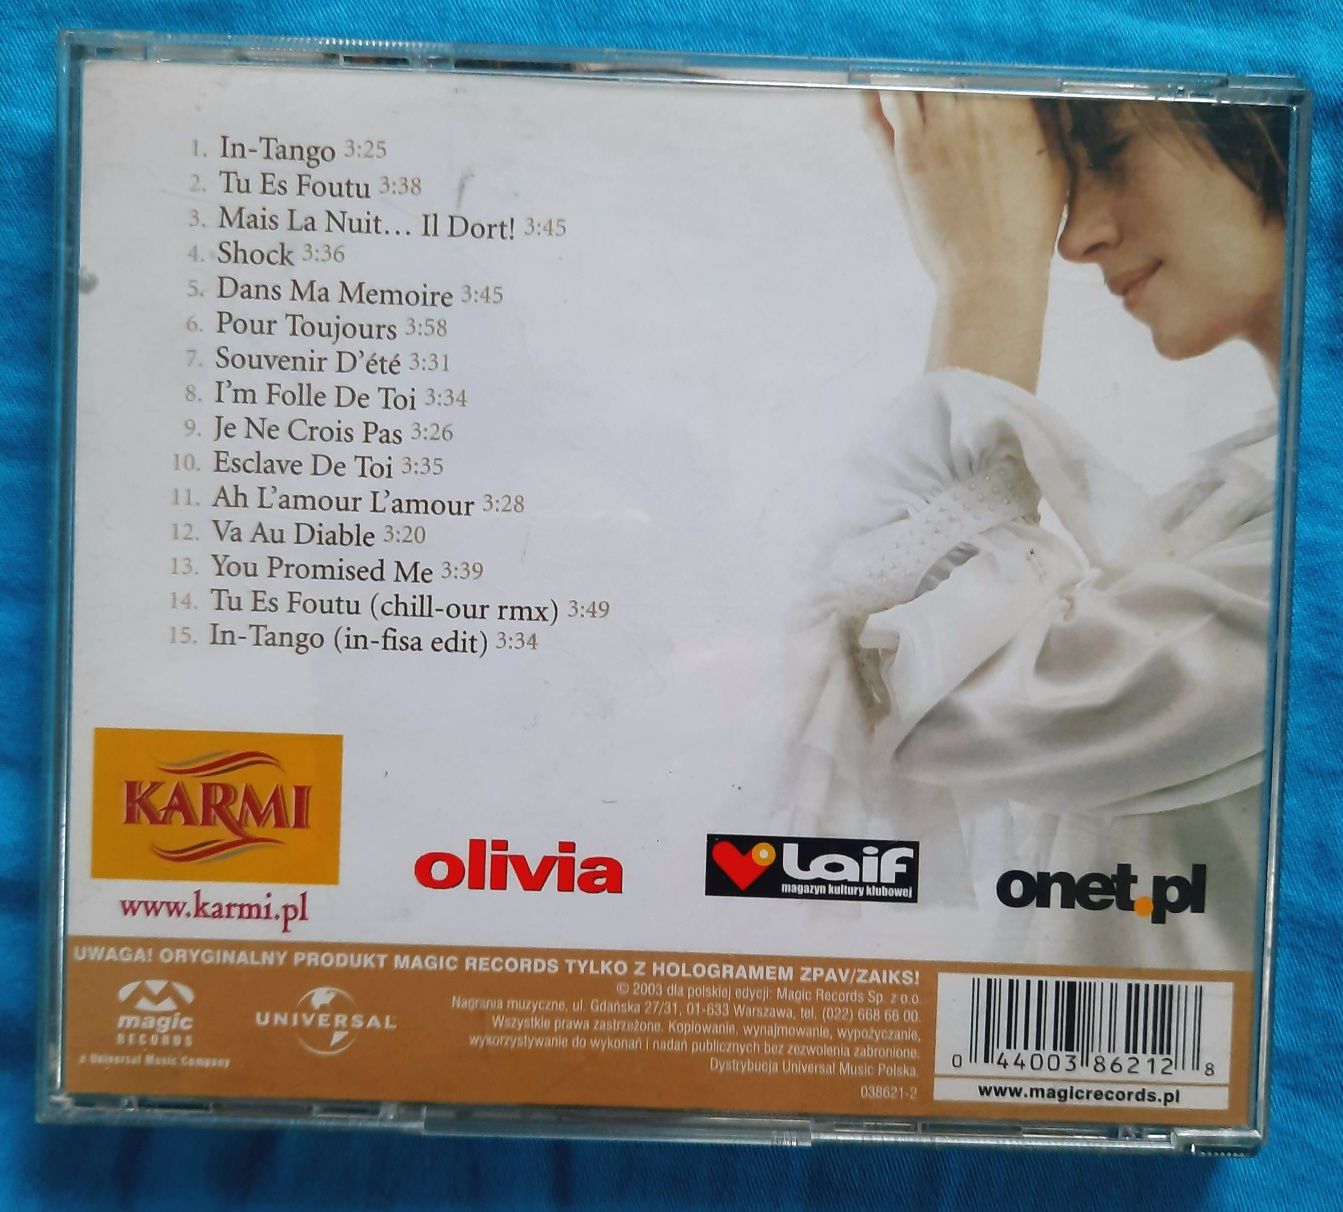 1. In-Tango 3:25
2. Tu Es Foutu 3:38
3. Mais La Nuit... Il Dort! 3:45
4. Shock 3:36
5. Dans Ma Memoire 3:45
6. Pour Toujours 3:58
7. Souvenir D'été 3:31
8. I'm Folle De Toi 3:34
9. Je Ne Crois Pas 3:26
10. Esclave De Toi 3:35
11. Ah L'amour L'amour 3:28
12. Va Au Diable 3:20
13. You Promised Me 3:39
14. Tu Es Foutu (chill-our rmx) 3:49
15. In-Tango (in-fisa edit) 3:34
KARMI
www.karmi.pl
olivia
laif
magazyn kultury klubowej
onet.pl
UWAGA! ORYGINALNY PRODUKT MAGIC RECORDS TYLKO Z HOLOGRAMEM ZPAV/ZAIKS!
magic
RECORDS
a Universal Music Company
UNIVERSAL
© 2003 dla polskiej edycji: Magic Records Sp. z o.o.
Nagrania muzyczne, ul. Gdańska 27/31, 01-633 Warszawa, tel. (022) 668 66 00.
Wszystkie prawa zastrzeżone. Kopiowanie, wynajmowanie, wypożyczanie,
wykorzystywanie do wykonań i nadań publicznych bez zezwolenia zabronione.
Dystrybucja Universal Music Polska.
038621-2
0 44003 86212 8
www.magicrecords.pl